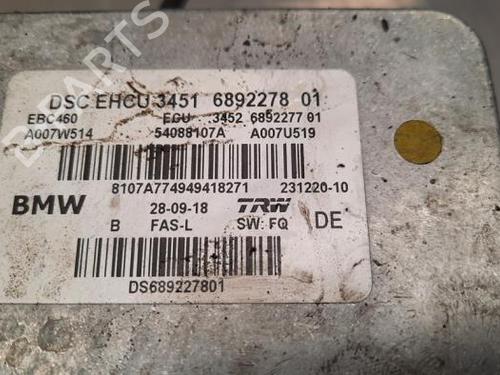 DSC EHCU 3451 6892278 01
EBC460 ECU 3452 6892277 01
A007W514 54088107A A007U519
8107A774949418271 231220-10
BMW 28-09-18 TRW DE
B FAS-L SW: FQ
DS689227801
B-PARTS